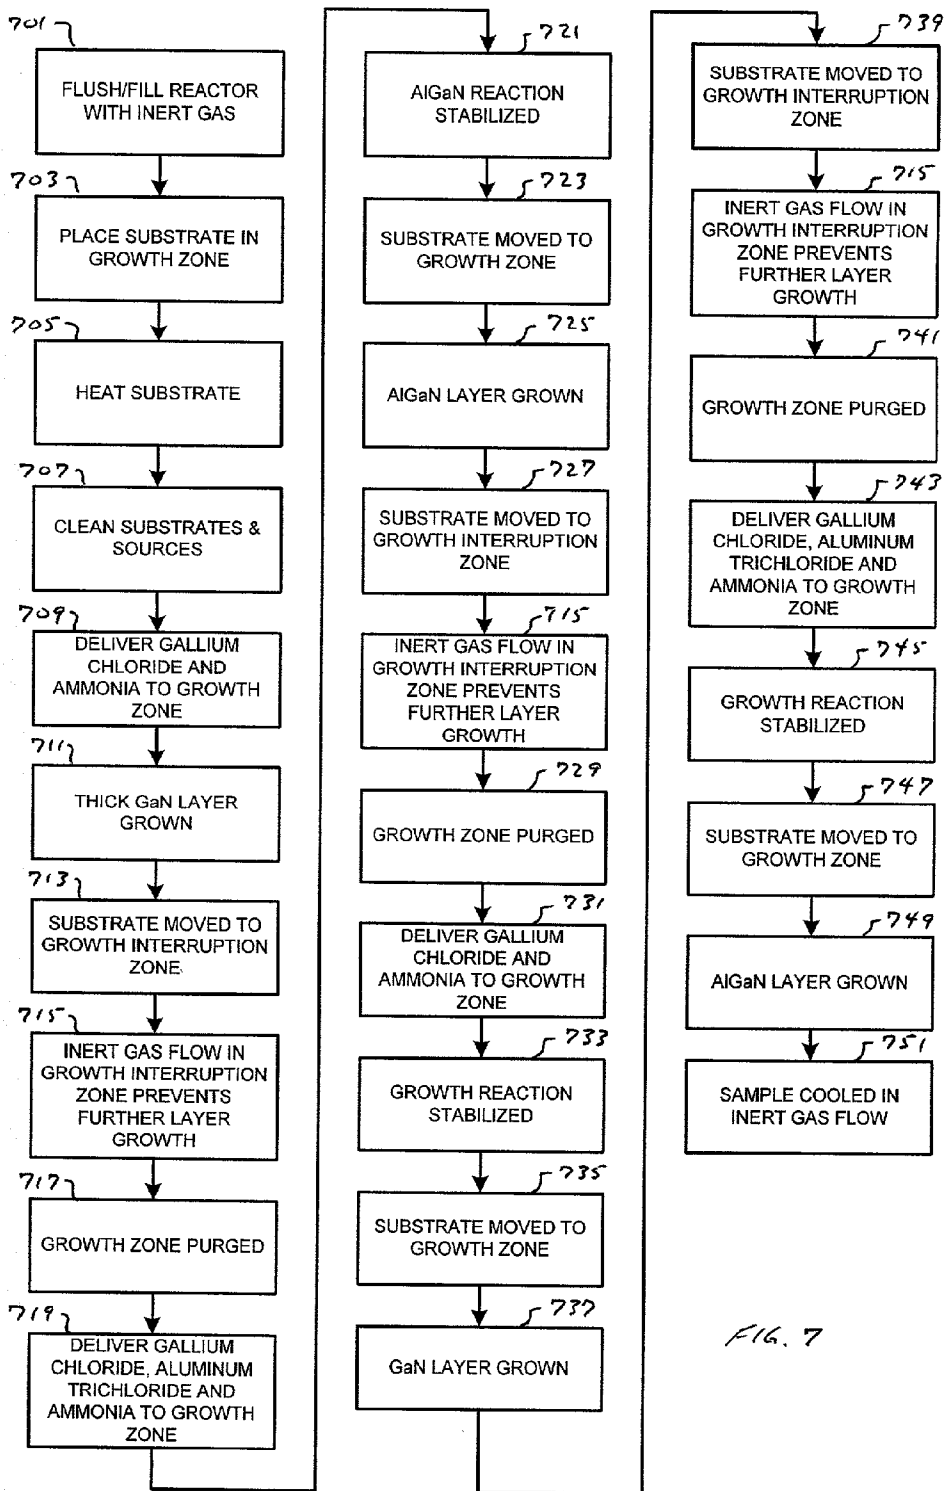 701
FLUSH/FILL REACTOR
WITH INERT GAS
703
PLACE SUBSTRATE IN
GROWTH ZONE
705
HEAT SUBSTRATE
707
CLEAN SUBSTRATES &
SOURCES
709
DELIVER GALLIUM
CHLORIDE AND
AMMONIA TO GROWTH
ZONE
711
THICK GaN LAYER
GROWN
713
SUBSTRATE MOVED TO
GROWTH INTERRUPTION
ZONE
715
INERT GAS FLOW IN
GROWTH INTERRUPTION
ZONE PREVENTS
FURTHER LAYER
GROWTH
717
GROWTH ZONE PURGED
719
DELIVER GALLIUM
CHLORIDE, ALUMINUM
TRICHLORIDE AND
AMMONIA TO GROWTH
ZONE
721
AlGaN REACTION
STABILIZED
723
SUBSTRATE MOVED TO
GROWTH ZONE
725
AlGaN LAYER GROWN
727
SUBSTRATE MOVED TO
GROWTH INTERRUPTION
ZONE
715
INERT GAS FLOW IN
GROWTH INTERRUPTION
ZONE PREVENTS
FURTHER LAYER
GROWTH
729
GROWTH ZONE PURGED
731
DELIVER GALLIUM
CHLORIDE AND
AMMONIA TO GROWTH
ZONE
733
GROWTH REACTION
STABILIZED
735
SUBSTRATE MOVED TO
GROWTH ZONE
737
GaN LAYER GROWN
739
SUBSTRATE MOVED TO
GROWTH INTERRUPTION
ZONE
715
INERT GAS FLOW IN
GROWTH INTERRUPTION
ZONE PREVENTS
FURTHER LAYER
GROWTH
741
GROWTH ZONE PURGED
743
DELIVER GALLIUM
CHLORIDE, ALUMINUM
TRICHLORIDE AND
AMMONIA TO GROWTH
ZONE
745
GROWTH REACTION
STABILIZED
747
SUBSTRATE MOVED TO
GROWTH ZONE
749
AlGaN LAYER GROWN
751
SAMPLE COOLED IN
INERT GAS FLOW
FIG. 7